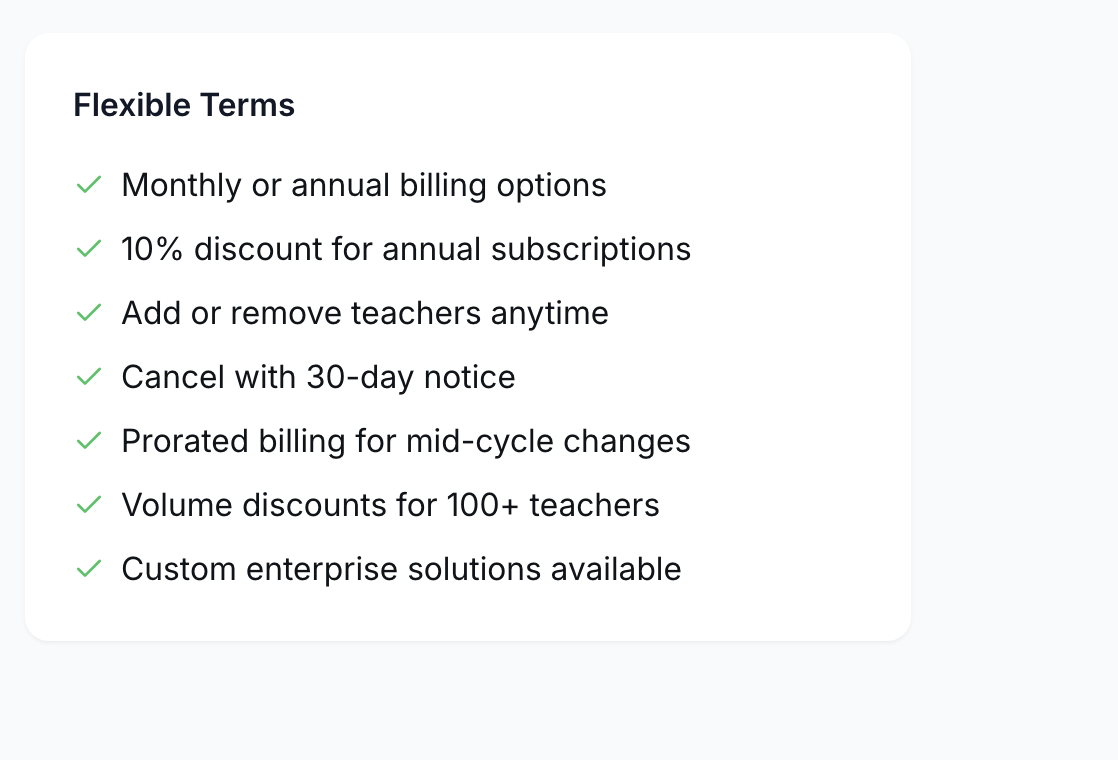 Flexible Terms
Monthly or annual billing options
10% discount for annual subscriptions
Add or remove teachers anytime
Cancel with 30-day notice
Prorated billing for mid-cycle changes
Volume discounts for 100+ teachers
Custom enterprise solutions available